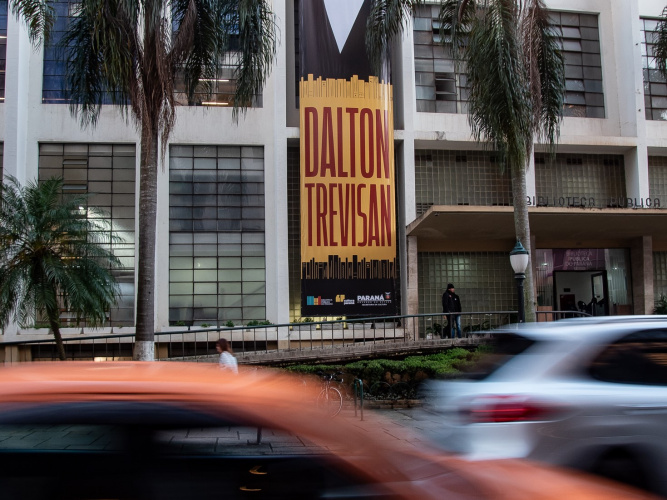 DALTON
TREVISAN
BIBLIOTECA PÚBLICA
PARANÁ